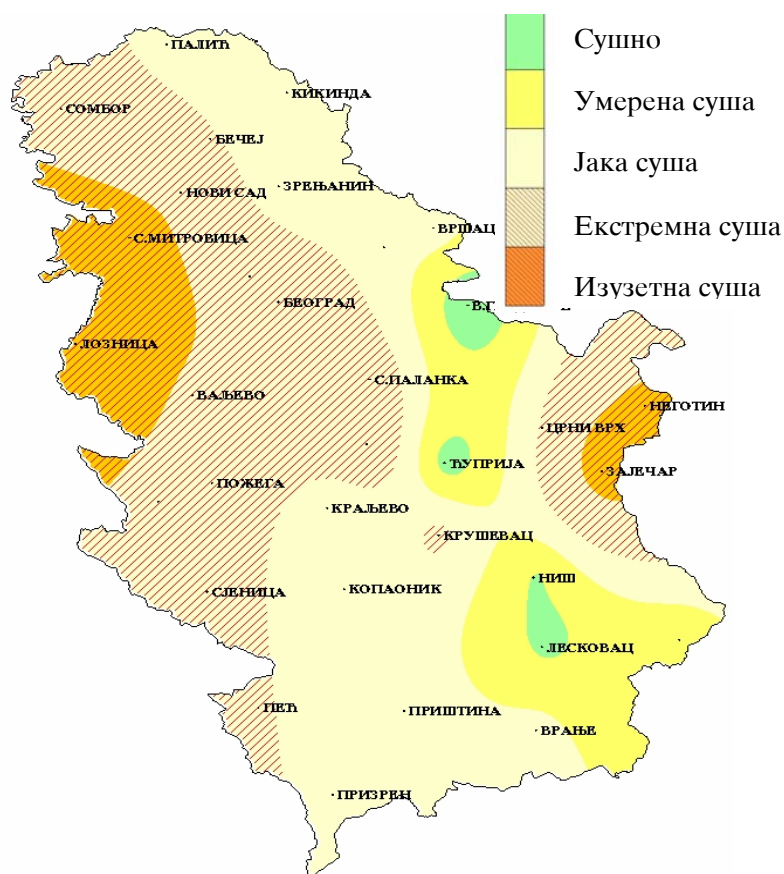 Сушно
Умерена суша
Јака суша
Екстремна суша
Изузетна суша
ПАЛИЋ
КИКИНДА
СОМБОР
БЕЧЕЈ
ЗРЕЊАНИН
НОВИ САД
ВРШАЦ
С.МИТРОВИЦА
БЕОГРАД
ЛОЗНИЦА
С.ПАЛАНКА
ВАЉЕВО
НЕГОТИН
ЦРНИ ВРХ
ЋУПРИЈА
ЗАЈЕЧАР
ПОЖЕГА
КРАЉЕВО
КРУШЕВАЦ
НИШ
СЈЕНИЦА
КОПАОНИК
ЛЕСКОВАЦ
ПЕЋ
ПРИШТИНА
ВРАЊЕ
ПРИЗРЕН